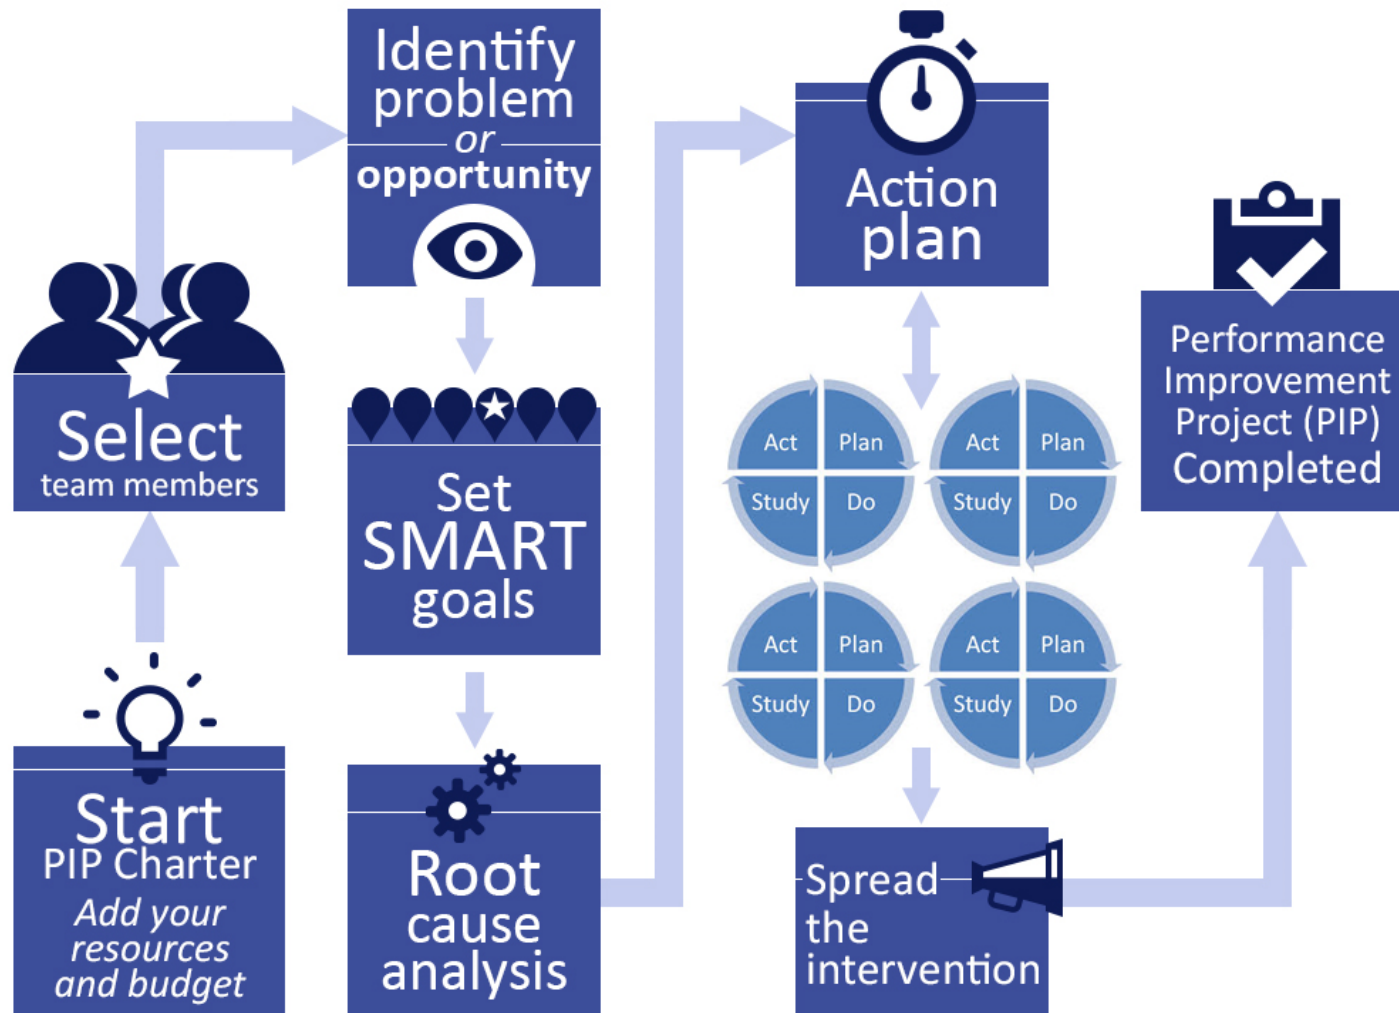 Start
PIP Charter
Add your
resources
and budget
Select
team members
Identify
problem
or
opportunity
Set
SMART
goals
Root
cause
analysis
Action
plan
Act Plan
Study Do
Act Plan
Study Do
Act Plan
Study Do
Act Plan
Study Do
Spread
the
intervention
Performance
Improvement
Project (PIP)
Completed